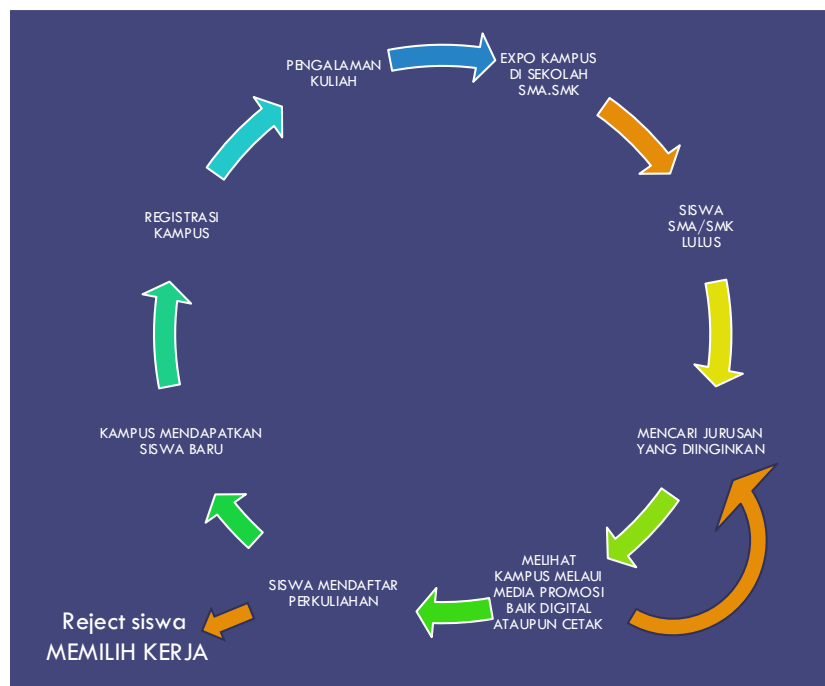 PENGALAMAN
KULIAH
EXPO KAMPUS
DI SEKOLAH
SMA.SMK
SISWA
SMA/SMK
LULUS
MENCARI JURUSAN
YANG DIINGINKAN
MELIHAT
KAMPUS MELAUI
MEDIA PROMOSI
BAIK DIGITAL
ATAUPUN CETAK
SISWA MENDAFTAR
PERKULIAHAN
Reject siswa
MEMILIH KERJA
KAMPUS MENDAPATKAN
SISWA BARU
REGISTRASI
KAMPUS